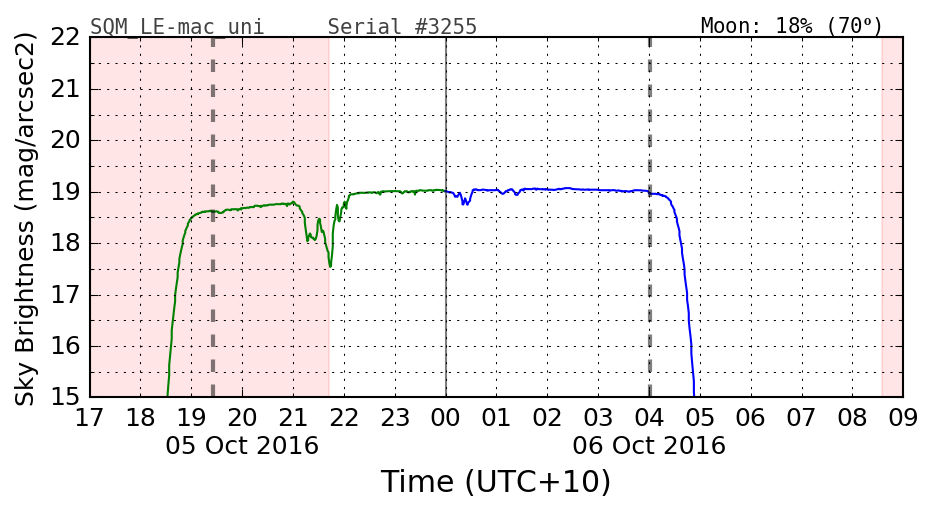 SQM_LE-mac_uni Serial #3255 Moon: 18% (70°)
22
21
20
19
18
17
16
15
Sky Brightness (mag/arcsec2)
17 18 19 20 21 22 23 00 01 02 03 04 05 06 07 08 09
05 Oct 2016 06 Oct 2016
Time (UTC+10)